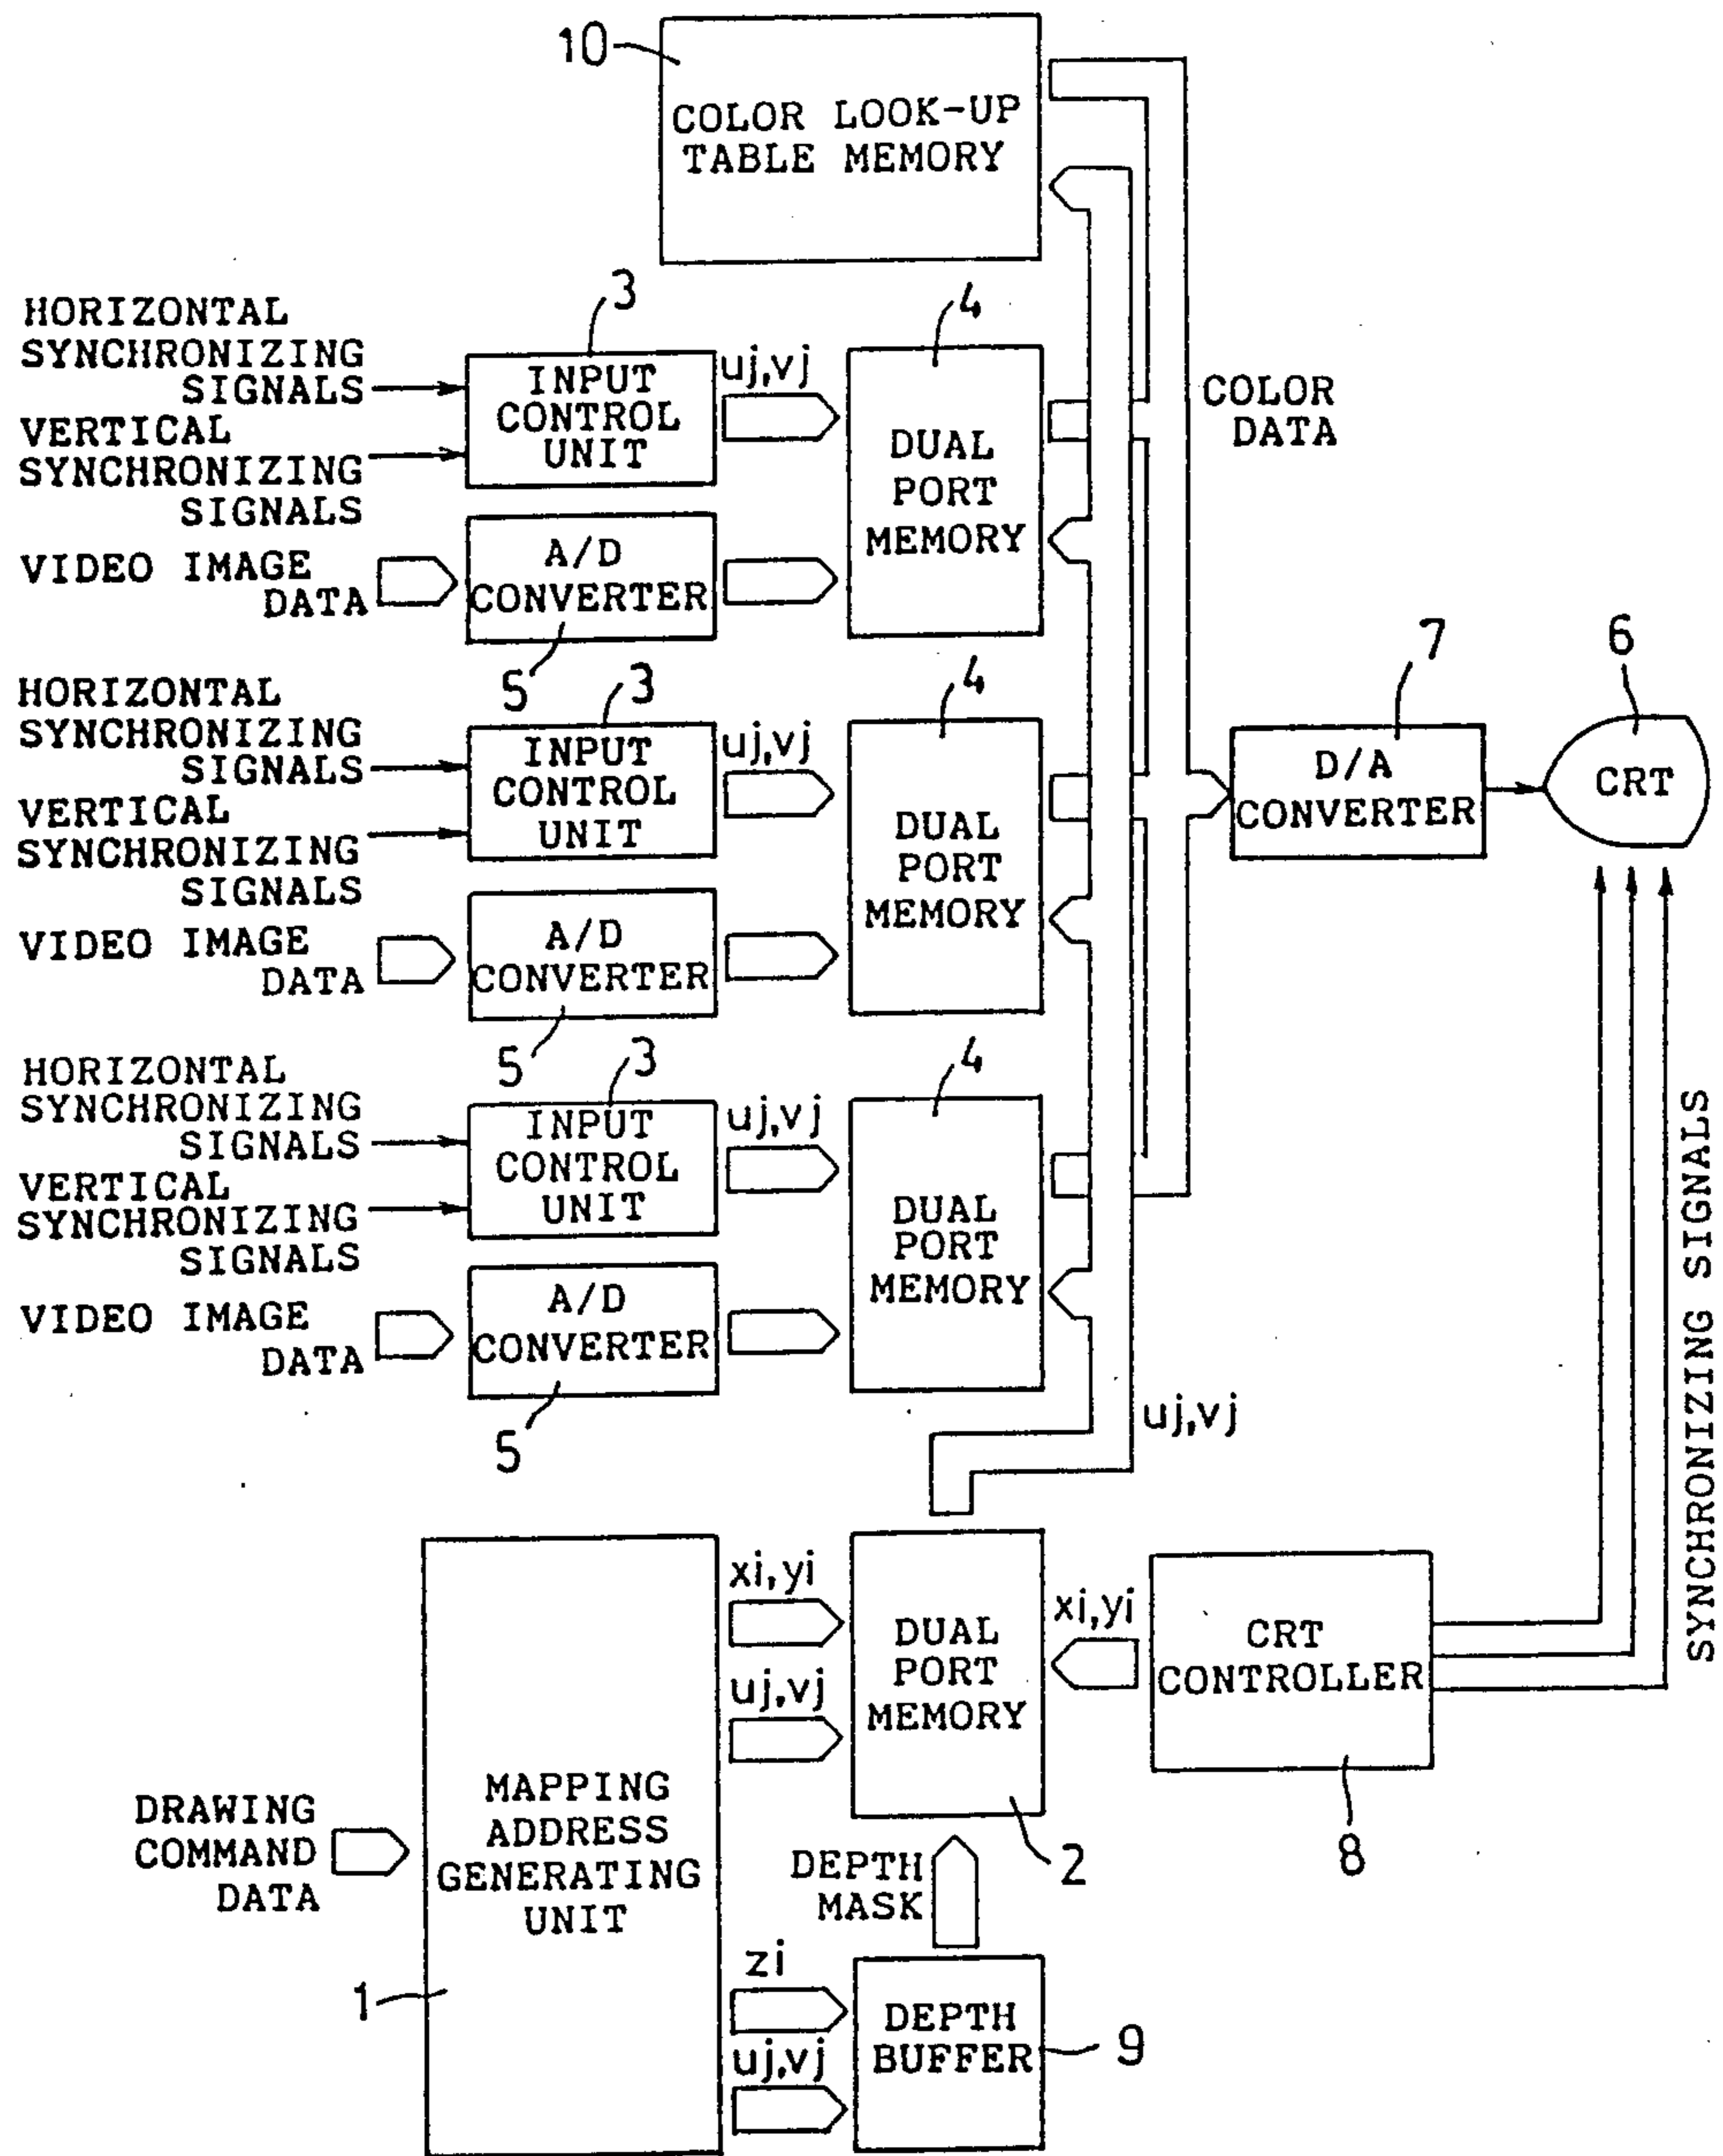 10
COLOR LOOK-UP
TABLE MEMORY
HORIZONTAL
SYNCHRONIZING
SIGNALS
VERTICAL
SYNCHRONIZING
SIGNALS
3
INPUT
CONTROL
UNIT
uj,vj
4
DUAL
PORT
MEMORY
COLOR
DATA
VIDEO IMAGE
DATA
A/D
CONVERTER
5
HORIZONTAL
SYNCHRONIZING
SIGNALS
VERTICAL
SYNCHRONIZING
SIGNALS
3
INPUT
CONTROL
UNIT
uj,vj
4
DUAL
PORT
MEMORY
7
D/A
CONVERTER
6
CRT
VIDEO IMAGE
DATA
A/D
CONVERTER
5
HORIZONTAL
SYNCHRONIZING
SIGNALS
VERTICAL
SYNCHRONIZING
SIGNALS
3
INPUT
CONTROL
UNIT
uj,vj
4
DUAL
PORT
MEMORY
SYNCHRONIZING SIGNALS
VIDEO IMAGE
DATA
A/D
CONVERTER
5
uj,vj
DRAWING
COMMAND
DATA
MAPPING
ADDRESS
GENERATING
UNIT
1
xi,yi
uj,vj
DUAL
PORT
MEMORY
2
xi,yi
CRT
CONTROLLER
8
DEPTH
MASK
zi
uj,vj
DEPTH
BUFFER
9